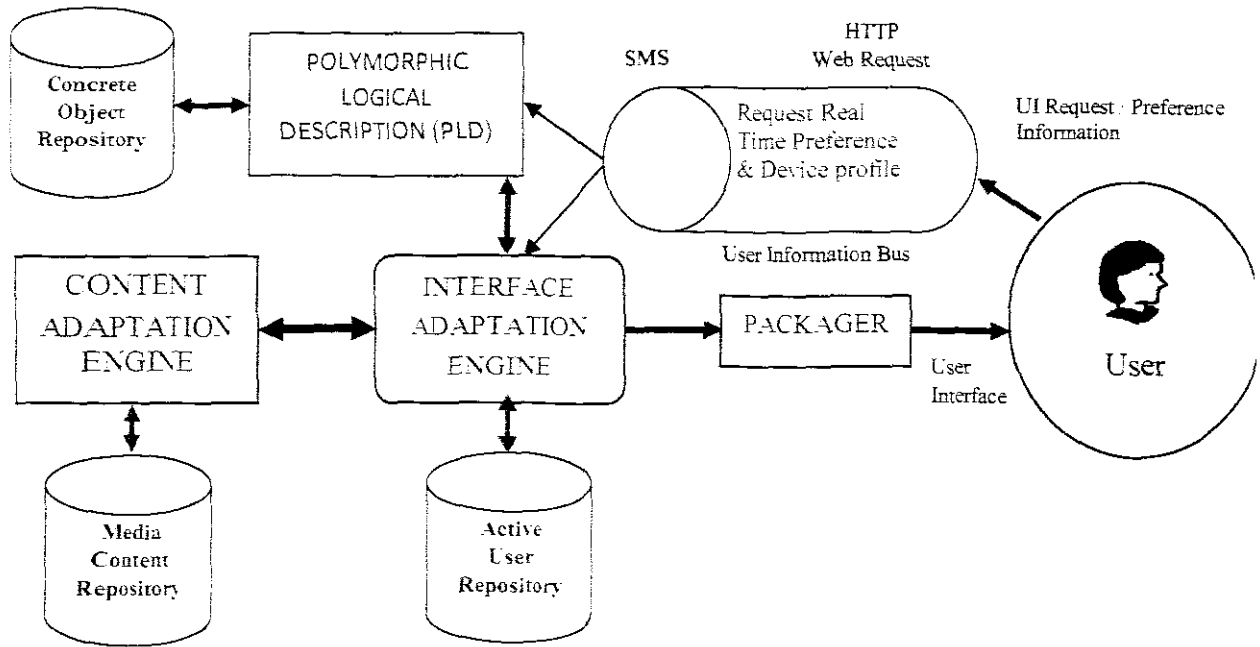 Concrete
Object
Repository
POLYMORPHIC
LOGICAL
DESCRIPTION (PLD)
SMS
HTTP
Web Request
Request Real
Time Preference
& Device profile
UI Request / Preference
Information
User Information Bus
CONTENT
ADAPTATION
ENGINE
INTERFACE
ADAPTATION
ENGINE
PACKAGER
User
Interface
User
Media
Content
Repository
Active
User
Repository